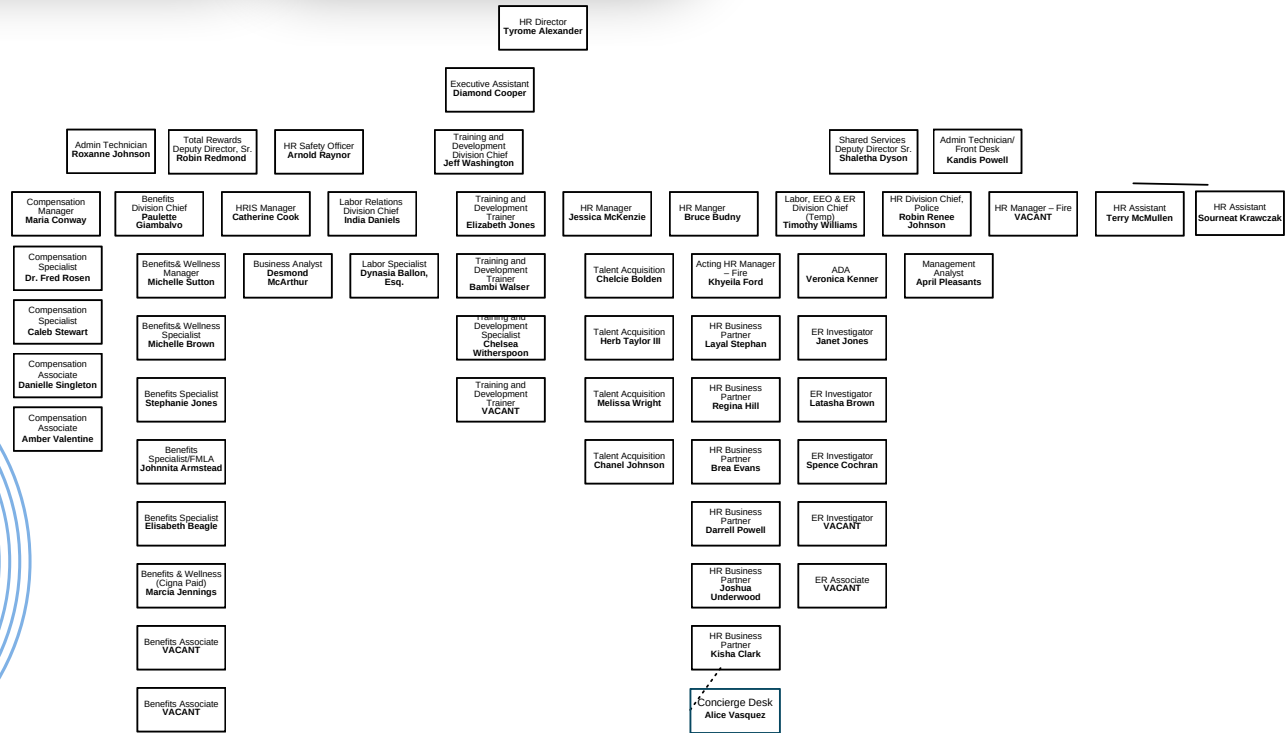 HR Director
Tyrome Alexander
Executive Assistant
Diamond Cooper
Admin Technician
Roxanne Johnson
Total Rewards
Deputy Director, Sr.
Robin Redmond
HR Safety Officer
Arnold Raynor
Training and
Development
Division Chief
Jeff Washington
Shared Services
Deputy Director Sr.
Shaletha Dyson
Admin Technician/
Front Desk
Kandis Powell
Compensation
Manager
Maria Conway
Benefits
Division Chief
Paulette
Giambalvo
HRIS Manager
Catherine Cook
Labor Relations
Division Chief
India Daniels
Training and
Development
Trainer
Elizabeth Jones
HR Manager
Jessica McKenzie
HR Manger
Bruce Budny
Labor, EEO & ER
Division Chief
(Temp)
Timothy Williams
HR Division Chief,
Police
Robin Renee
Johnson
HR Manager – Fire
VACANT
HR Assistant
Terry McMullen
HR Assistant
Sourneat Krawczak
Compensation
Specialist
Dr. Fred Rosen
Benefits& Wellness
Manager
Michelle Sutton
Business Analyst
Desmond
McArthur
Labor Specialist
Dynasia Ballon,
Esq.
Training and
Development
Trainer
Bambi Walser
Talent Acquisition
Chelcie Bolden
Acting HR Manager
– Fire
Khyeila Ford
ADA
Veronica Kenner
Management
Analyst
April Pleasants
Compensation
Specialist
Caleb Stewart
Benefits& Wellness
Specialist
Michelle Brown
Training and
Development
Specialist
Chelsea
Witherspoon
Talent Acquisition
Herb Taylor III
HR Business
Partner
Layal Stephan
ER Investigator
Janet Jones
Compensation
Associate
Danielle Singleton
Benefits Specialist
Stephanie Jones
Training and
Development
Trainer
VACANT
Talent Acquisition
Melissa Wright
HR Business
Partner
Regina Hill
ER Investigator
Latasha Brown
Compensation
Associate
Amber Valentine
Benefits
Specialist/FMLA
Johnnita Armstead
Talent Acquisition
Chanel Johnson
HR Business
Partner
Brea Evans
ER Investigator
Spence Cochran
Benefits Specialist
Elisabeth Beagle
HR Business
Partner
Darrell Powell
ER Investigator
VACANT
Benefits & Wellness
(Cigna Paid)
Marcia Jennings
HR Business
Partner
Joshua
Underwood
ER Associate
VACANT
Benefits Associate
VACANT
HR Business
Partner
Kisha Clark
Benefits Associate
VACANT
Concierge Desk
Alice Vasquez